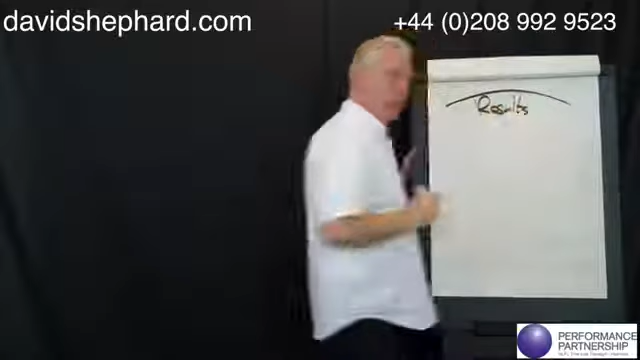 davidshephard.com
+44 (0)208 992 9523
Results
PERFORMANCE
PARTNERSHIP